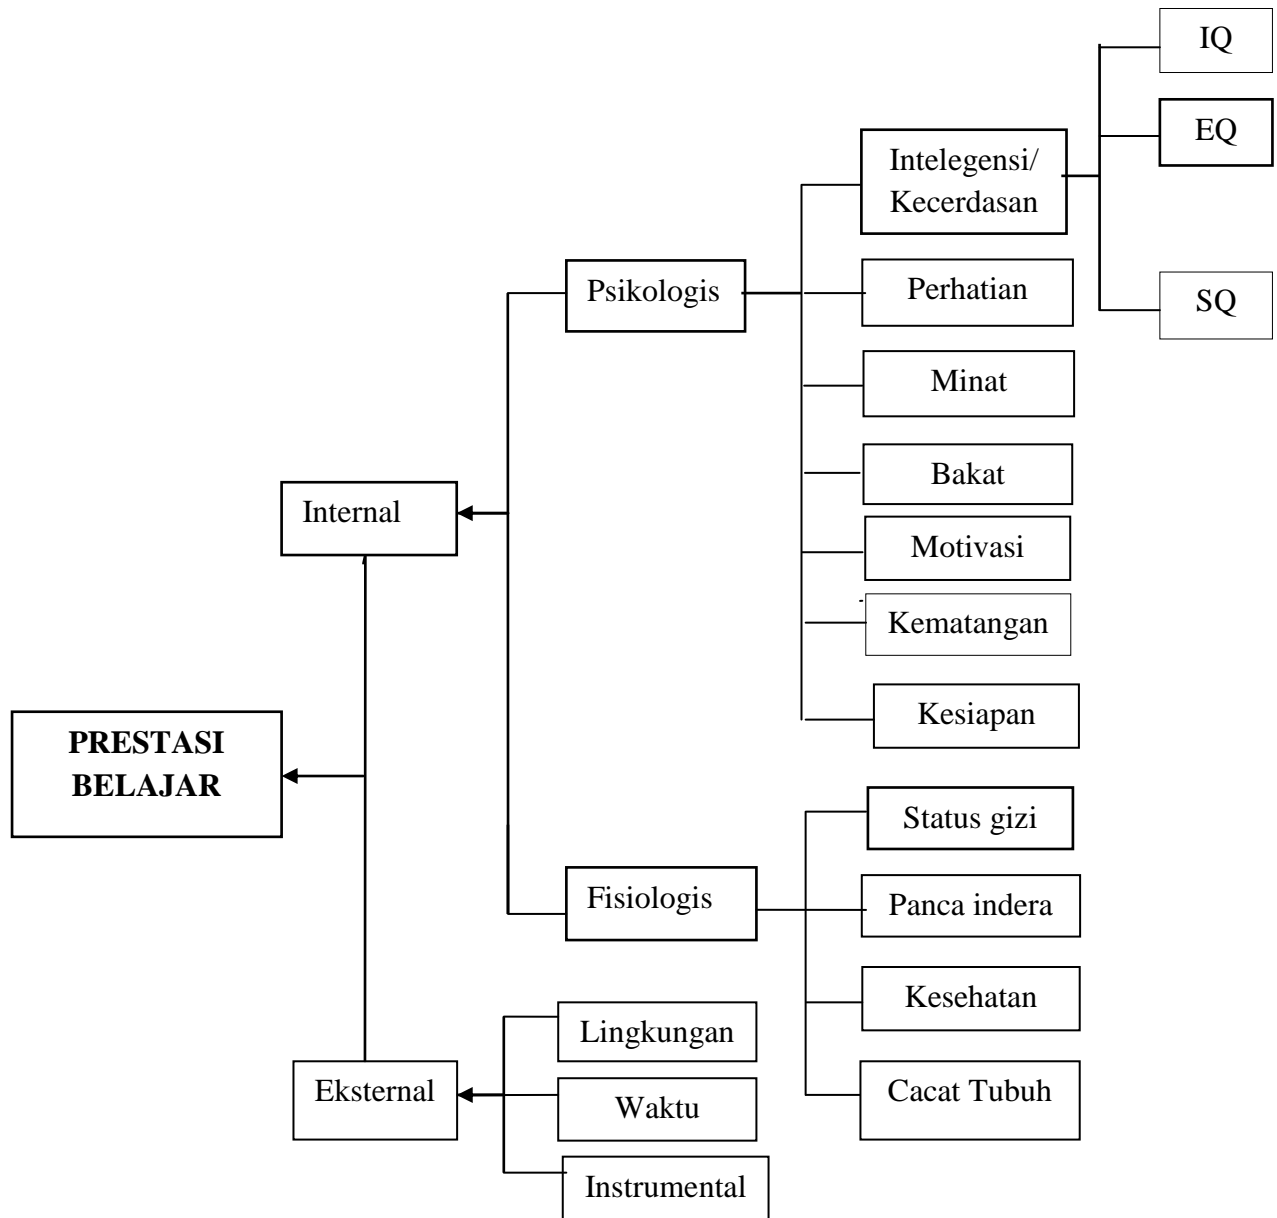 IQ
EQ
Intelegensi/
Kecerdasan
SQ
Psikologis
Perhatian
Minat
Bakat
Internal
Motivasi
Kematangan
Kesiapan
PRESTASI
BELAJAR
Status gizi
Fisiologis
Panca indera
Kesehatan
Lingkungan
Eksternal
Waktu
Cacat Tubuh
Instrumental